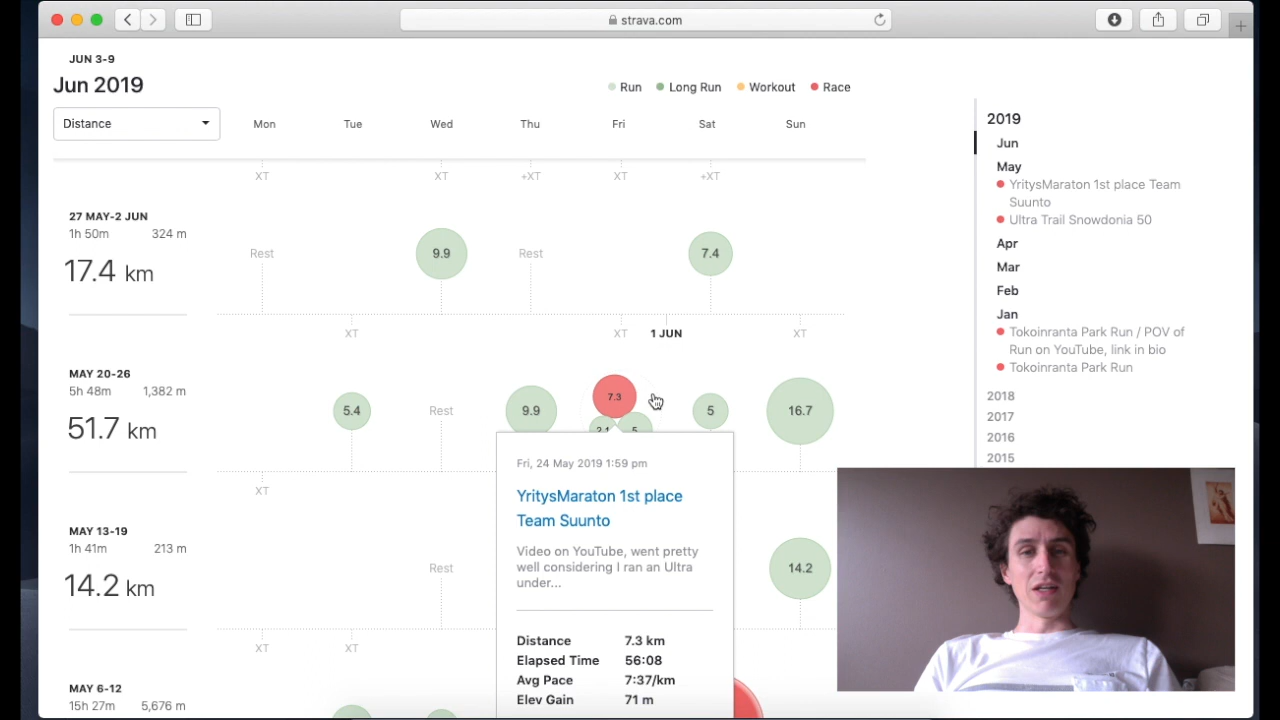 strava.com
JUN 3-9
Jun 2019
Run
Long Run
Workout
Race
Distance
Mon
Tue
Wed
Thu
Fri
Sat
Sun
XT
XT
+XT
XT
+XT
27 MAY-2 JUN
1h 50m
324 m
17.4 km
Rest
9.9
Rest
7.4
XT
XT
1 JUN
XT
MAY 20-26
5h 48m
1,382 m
51.7 km
5.4
Rest
9.9
7.3
2.1
5
5
16.7
XT
MAY 13-19
1h 41m
213 m
14.2 km
Rest
14.2
XT
XT
MAY 6-12
15h 27m
5,676 m
Fri, 24 May 2019 1:59 pm
YritysMaraton 1st place
Team Suunto
Video on YouTube, went pretty
well considering I ran an Ultra
under...
Distance 7.3 km
Elapsed Time 56:08
Avg Pace 7:37/km
Elev Gain 71 m
2019
Jun
May
YritysMaraton 1st place Team
Suunto
Ultra Trail Snowdonia 50
Apr
Mar
Feb
Jan
Tokoinranta Park Run / POV of
Run on YouTube, link in bio
Tokoinranta Park Run
2018
2017
2016
2015